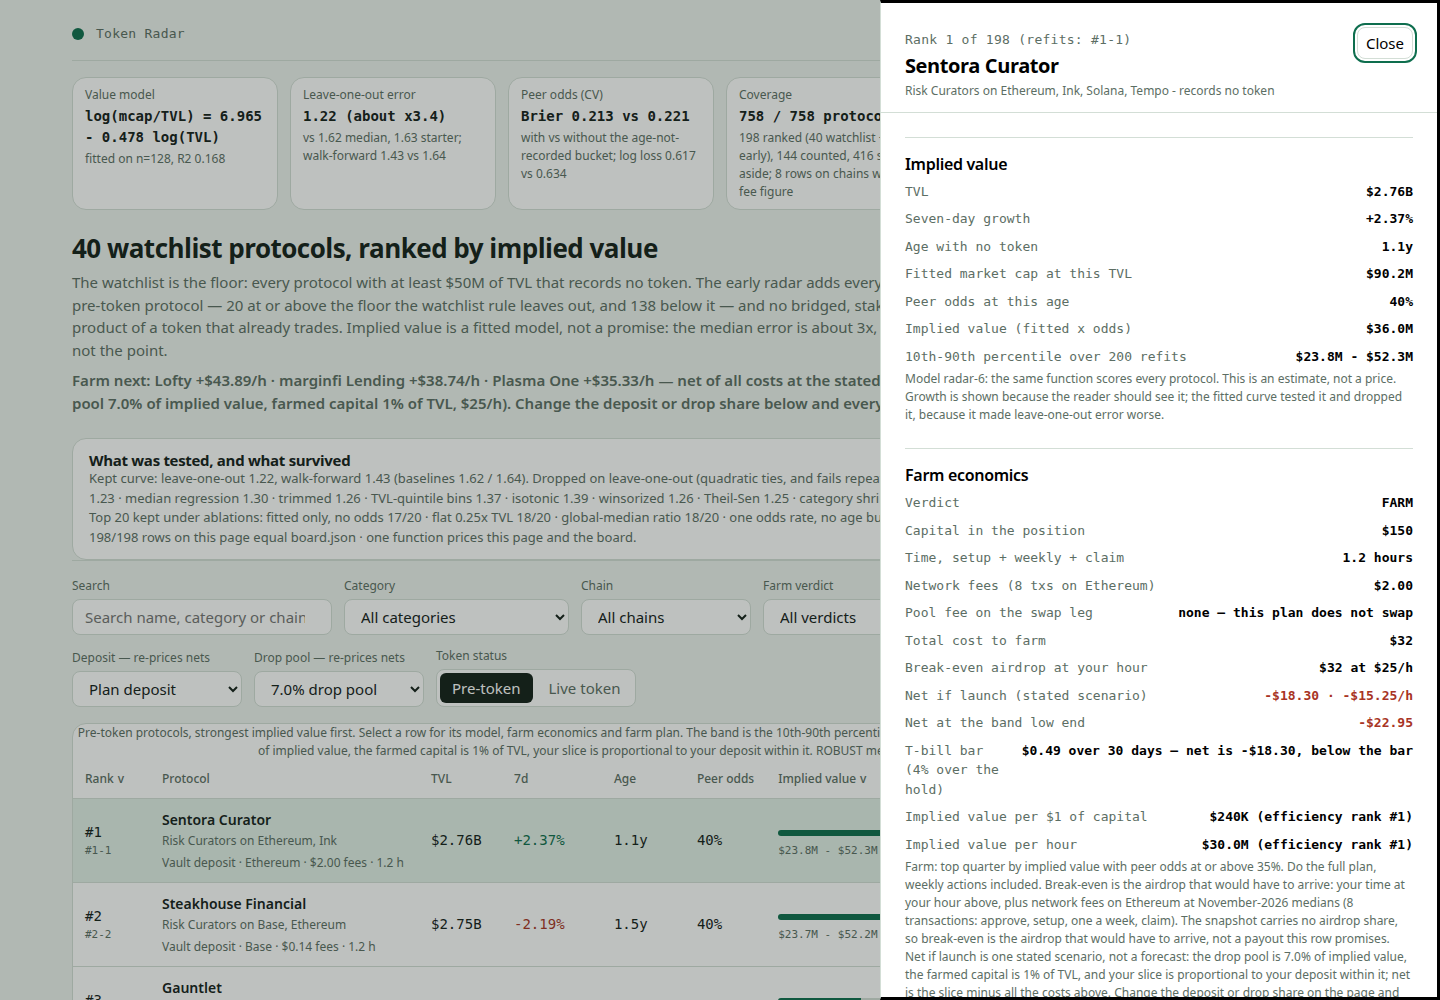 Token Radar
Value model
log(mcap/TVL) = 6.965
- 0.478 log(TVL)
fitted on n=128, R2 0.168
Leave-one-out error
1.22 (about x3.4)
vs 1.62 median, 1.63 starter;
walk-forward 1.43 vs 1.64
Peer odds (CV)
Brier 0.213 vs 0.221
with vs without the age-not-
recorded bucket; log loss 0.617
vs 0.634
Coverage
758 / 758 protoco
198 ranked (40 watchlist
early), 144 counted, 416 s
aside; 8 rows on chains w
fee figure
40 watchlist protocols, ranked by implied value
The watchlist is the floor: every protocol with at least $50M of TVL that records no token. The early radar adds every
pre-token protocol — 20 at or above the floor the watchlist rule leaves out, and 138 below it — and no bridged, stak
product of a token that already trades. Implied value is a fitted model, not a promise: the median error is about 3x,
not the point.
Farm next: Lofty +$43.89/h · marginfi Lending +$38.74/h · Plasma One +$35.33/h — net of all costs at the stated
pool 7.0% of implied value, farmed capital 1% of TVL, $25/h). Change the deposit or drop share below and every
What was tested, and what survived
Kept curve: leave-one-out 1.22, walk-forward 1.43 (baselines 1.62 / 1.64). Dropped on leave-one-out (quadratic ties, and fails repea
1.23 · median regression 1.30 · trimmed 1.26 · TVL-quintile bins 1.37 · isotonic 1.39 · winsorized 1.26 · Theil-Sen 1.25 · category shri
Top 20 kept under ablations: fitted only, no odds 17/20 · flat 0.25x TVL 18/20 · global-median ratio 18/20 · one odds rate, no age bu
198/198 rows on this page equal board.json · one function prices this page and the board.
Search
Category
Chain
Farm verdict
Search name, category or chain
All categories
All chains
All verdicts
Deposit — re-prices nets
Drop pool — re-prices nets
Token status
Plan deposit
7.0% drop pool
Pre-token
Live token
Pre-token protocols, strongest implied value first. Select a row for its model, farm economics and farm plan. The band is the 10th-90th percenti
of implied value, the farmed capital is 1% of TVL, your slice is proportional to your deposit within it. ROBUST me
Rank v
Protocol
TVL
7d
Age
Peer odds
Implied value v
#1
#1-1
Sentora Curator
Risk Curators on Ethereum, Ink
Vault deposit · Ethereum · $2.00 fees · 1.2 h
$2.76B
+2.37%
1.1y
40%
$23.8M - $52.3M
#2
#2-2
Steakhouse Financial
Risk Curators on Base, Ethereum
Vault deposit · Base · $0.14 fees · 1.2 h
$2.75B
-2.19%
1.5y
40%
$23.7M - $52.2M
#3
Gauntlet
Rank 1 of 198 (refits: #1-1)
Sentora Curator
Risk Curators on Ethereum, Ink, Solana, Tempo - records no token
Close
Implied value
TVL $2.76B
Seven-day growth +2.37%
Age with no token 1.1y
Fitted market cap at this TVL $90.2M
Peer odds at this age 40%
Implied value (fitted x odds) $36.0M
10th-90th percentile over 200 refits $23.8M - $52.3M
Model radar-6: the same function scores every protocol. This is an estimate, not a price.
Growth is shown because the reader should see it; the fitted curve tested it and dropped
it, because it made leave-one-out error worse.
Farm economics
Verdict FARM
Capital in the position $150
Time, setup + weekly + claim 1.2 hours
Network fees (8 txs on Ethereum) $2.00
Pool fee on the swap leg none — this plan does not swap
Total cost to farm $32
Break-even airdrop at your hour $32 at $25/h
Net if launch (stated scenario) -$18.30 · -$15.25/h
Net at the band low end -$22.95
T-bill bar $0.49 over 30 days — net is -$18.30, below the bar
(4% over the
hold)
Implied value per $1 of capital $240K (efficiency rank #1)
Implied value per hour $30.0M (efficiency rank #1)
Farm: top quarter by implied value with peer odds at or above 35%. Do the full plan,
weekly actions included. Break-even is the airdrop that would have to arrive: your time at
your hour above, plus network fees on Ethereum at November-2026 medians (8
transactions: approve, setup, one a week, claim). The snapshot carries no airdrop share,
so break-even is the airdrop that would have to arrive, not a payout this row promises.
Net if launch is one stated scenario, not a forecast: the drop pool is 7.0% of implied value,
the farmed capital is 1% of TVL, and your slice is proportional to your deposit within it; net
is the slice minus all the costs above. Change the deposit or drop share on the page and